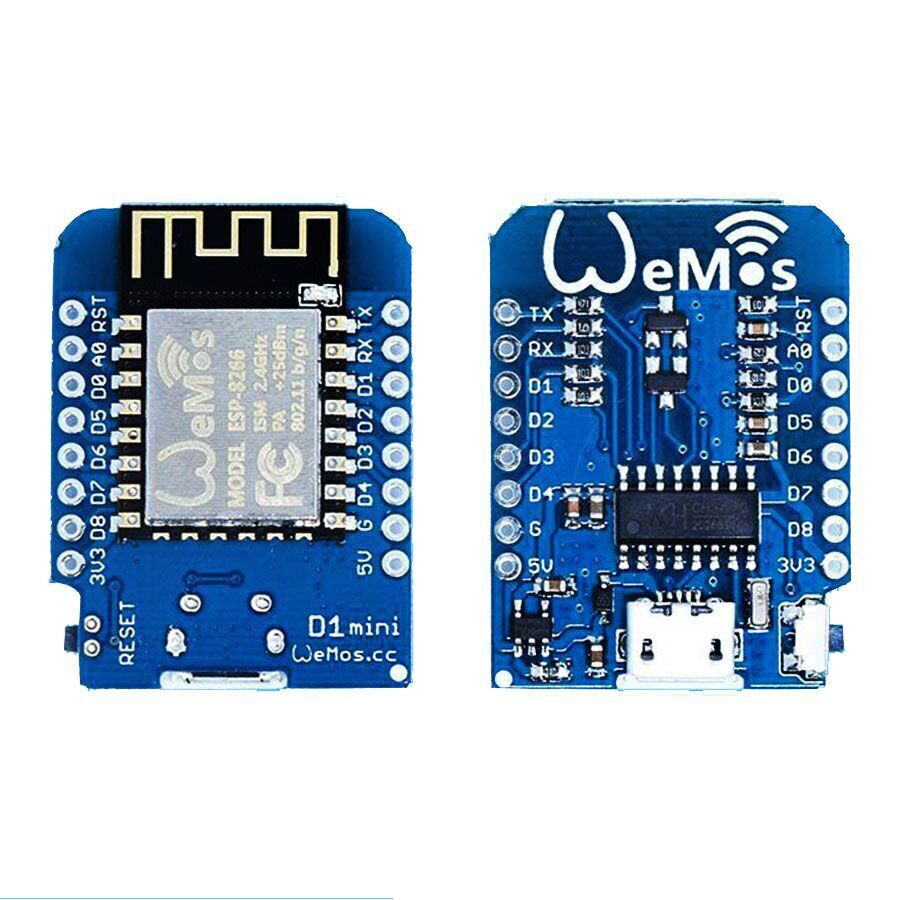 RST
A0
D0
D5
D6
D7
D8
3V3
TX
RX
D1
D2
D3
D4
G
5V
WeMos
MODEL ESP-8266
ISM 2.4GHz
PA +25dBm
802.11 b/g/n
FC
RESET
D1 mini
WeMos.cc
WeMos
TX
RX
D1
D2
D3
D4
G
5V
RST
A0
D0
D5
D6
D7
D8
3V3